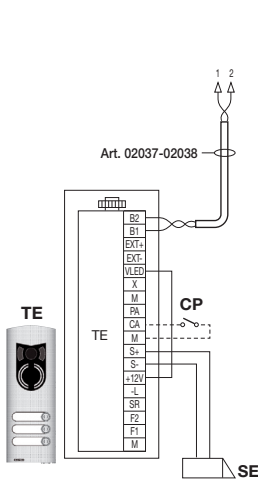 1 2
Art. 02037-02038
TE
TE
B2
B1
EXT+
EXT-
VLED
X
M
PA
CA
M
S+
S-
+12V
-L
SR
F2
F1
M
CP
SE